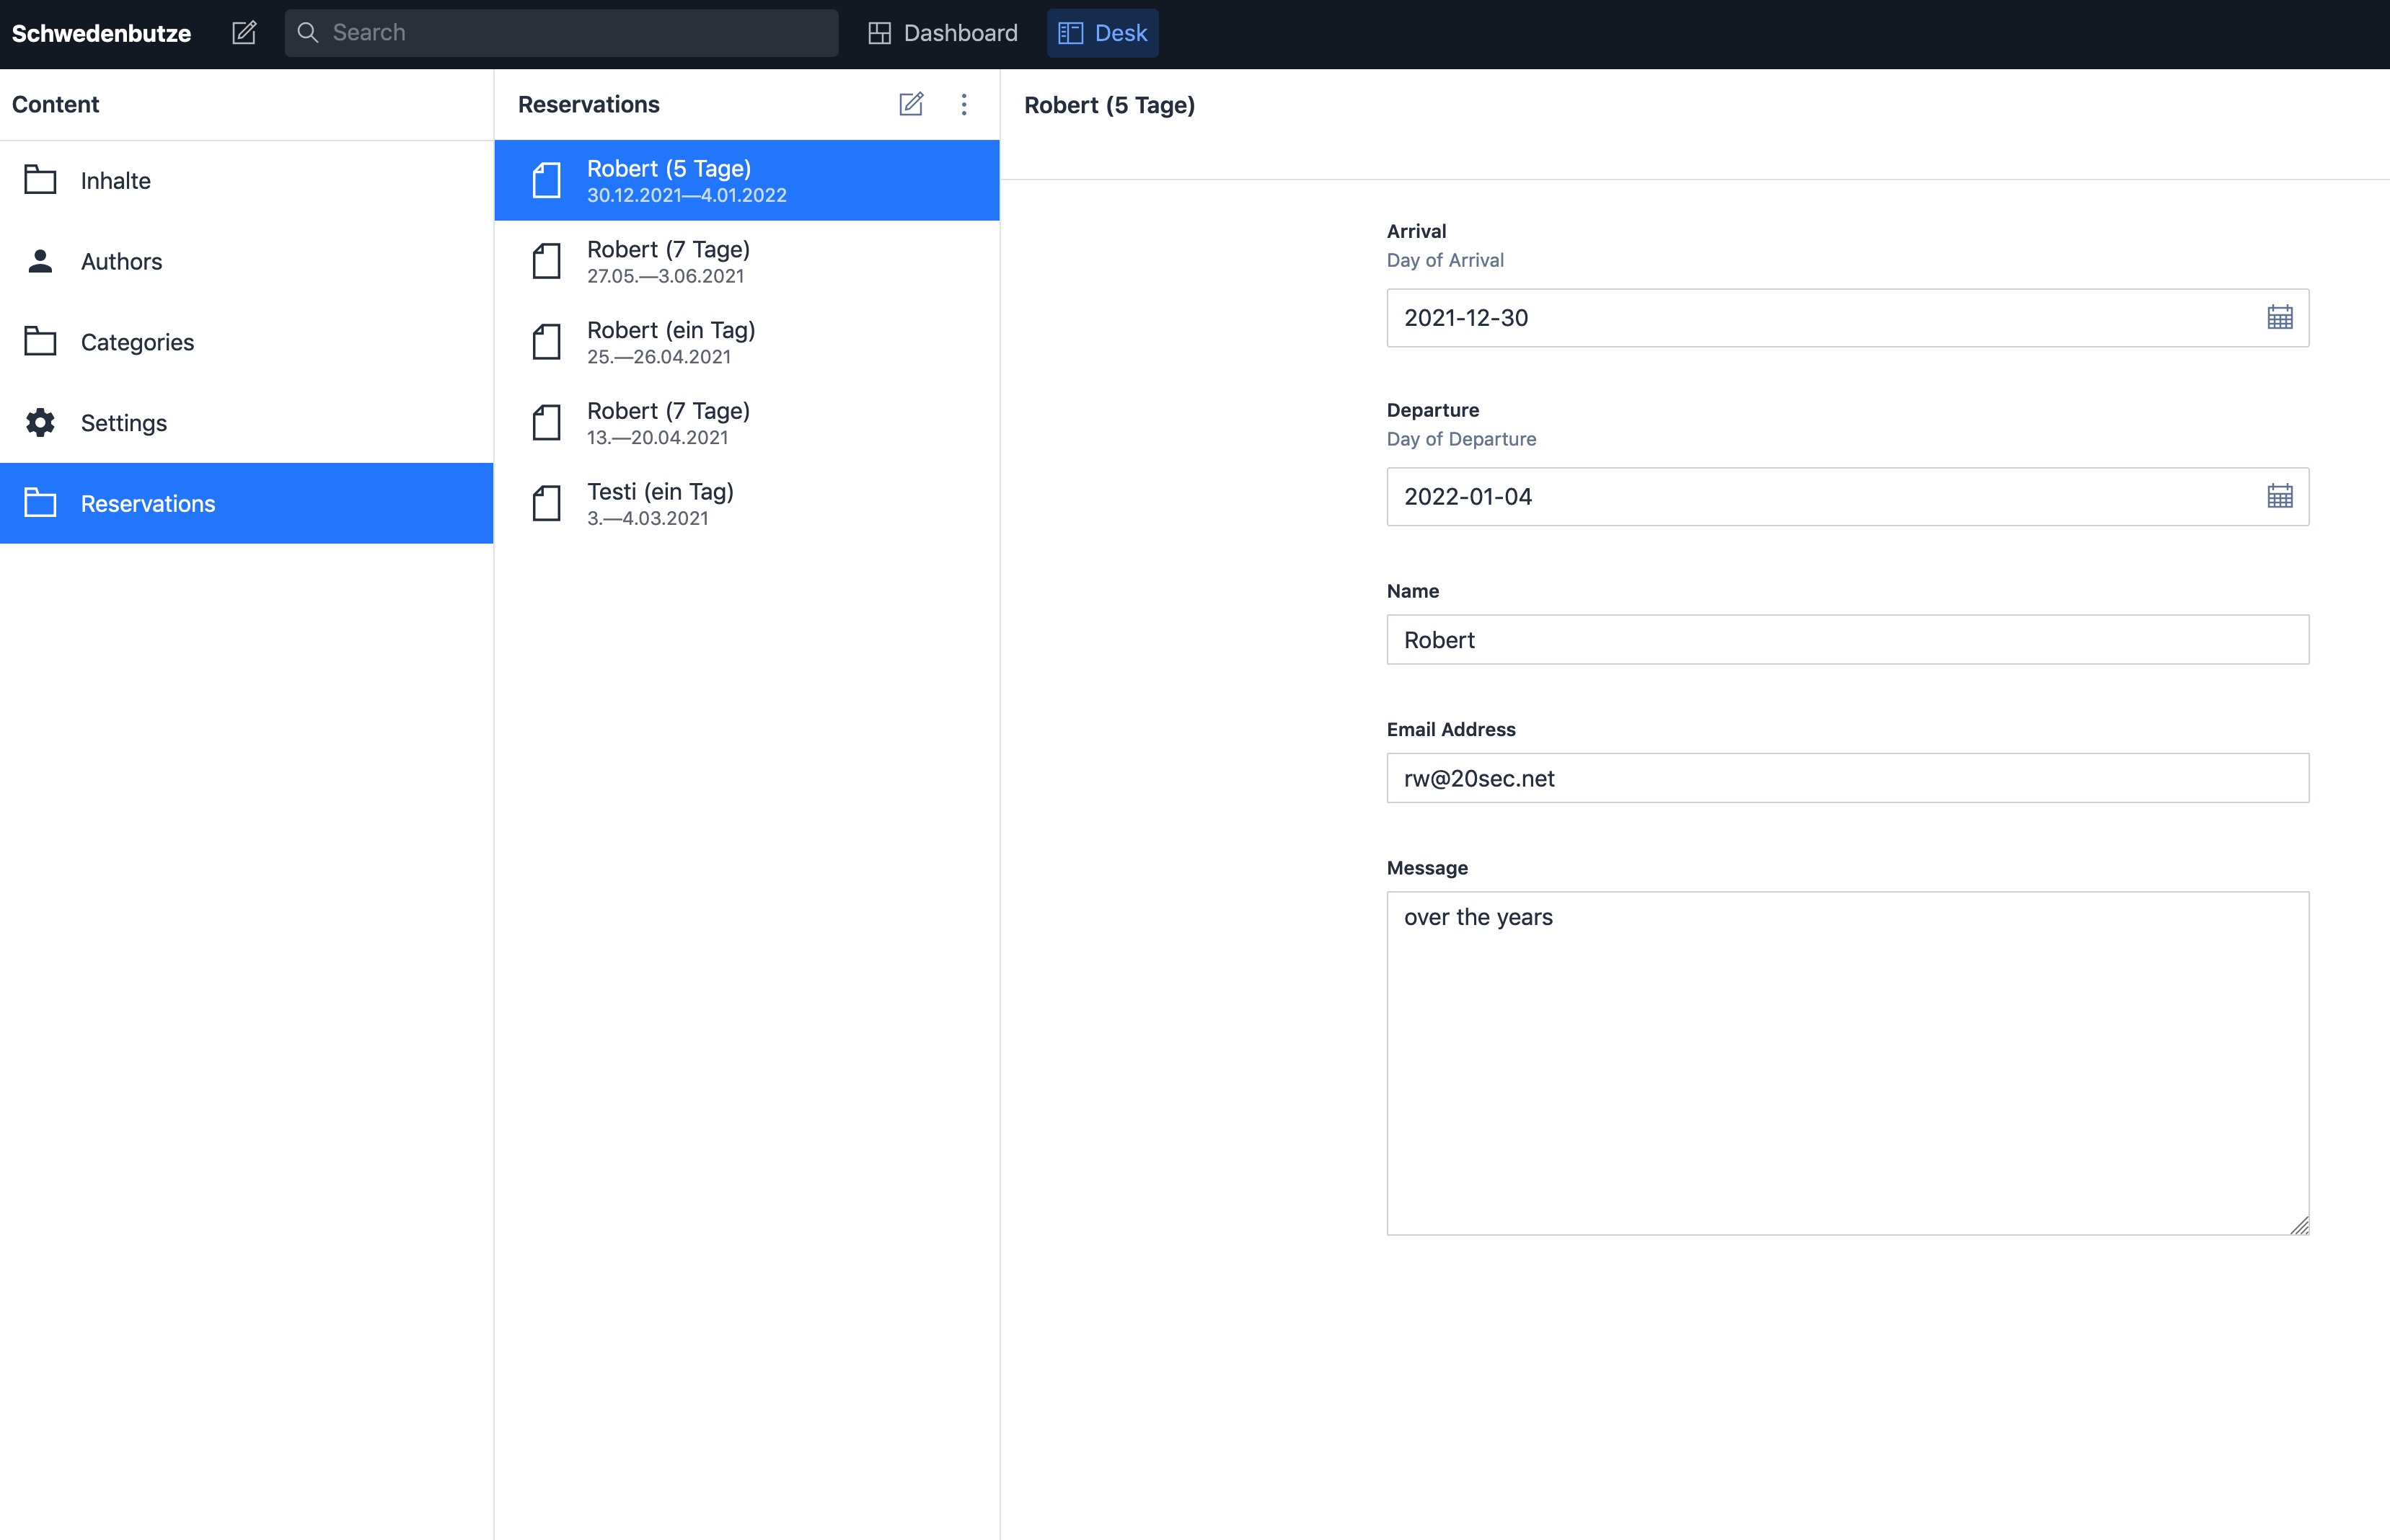 Schwedenbutze
Search
Dashboard
Desk
Content
Inhalte
Authors
Categories
Settings
Reservations
Reservations
Robert (5 Tage)
30.12.2021—4.01.2022
Robert (7 Tage)
27.05.—3.06.2021
Robert (ein Tag)
25.—26.04.2021
Robert (7 Tage)
13.—20.04.2021
Testi (ein Tag)
3.—4.03.2021
Robert (5 Tage)
Arrival
Day of Arrival
2021-12-30
Departure
Day of Departure
2022-01-04
Name
Robert
Email Address
rw@20sec.net
Message
over the years